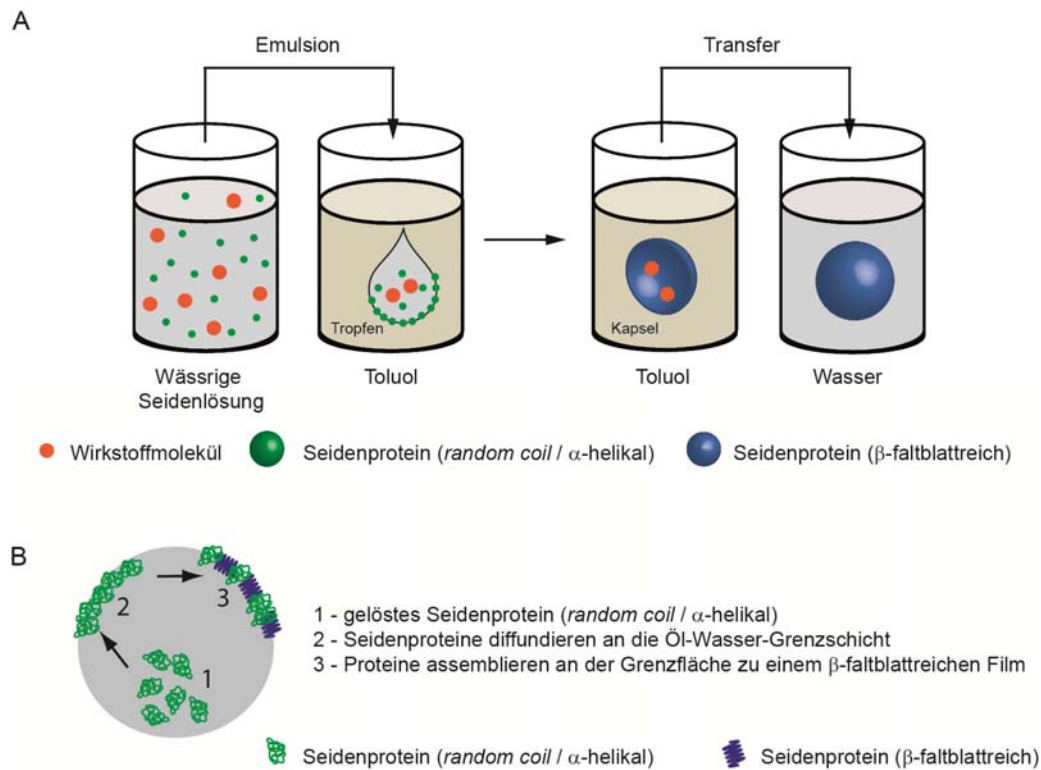 A
Emulsion
Transfer
Tropfen
Kapsel
Wässrige
Seidenlösung
Toluol
Toluol
Wasser
Wirkstoffmolekül
Seidenprotein (random coil / α-helikal)
Seidenprotein (β-faltblattreich)
B
2
3
1
1 - gelöstes Seidenprotein (random coil / α-helikal)
2 - Seidenproteine diffundieren an die Öl-Wasser-Grenzschicht
3 - Proteine assemblieren an der Grenzfläche zu einem β-faltblattreichen Film
Seidenprotein (random coil / α-helikal)
Seidenprotein (β-faltblattreich)